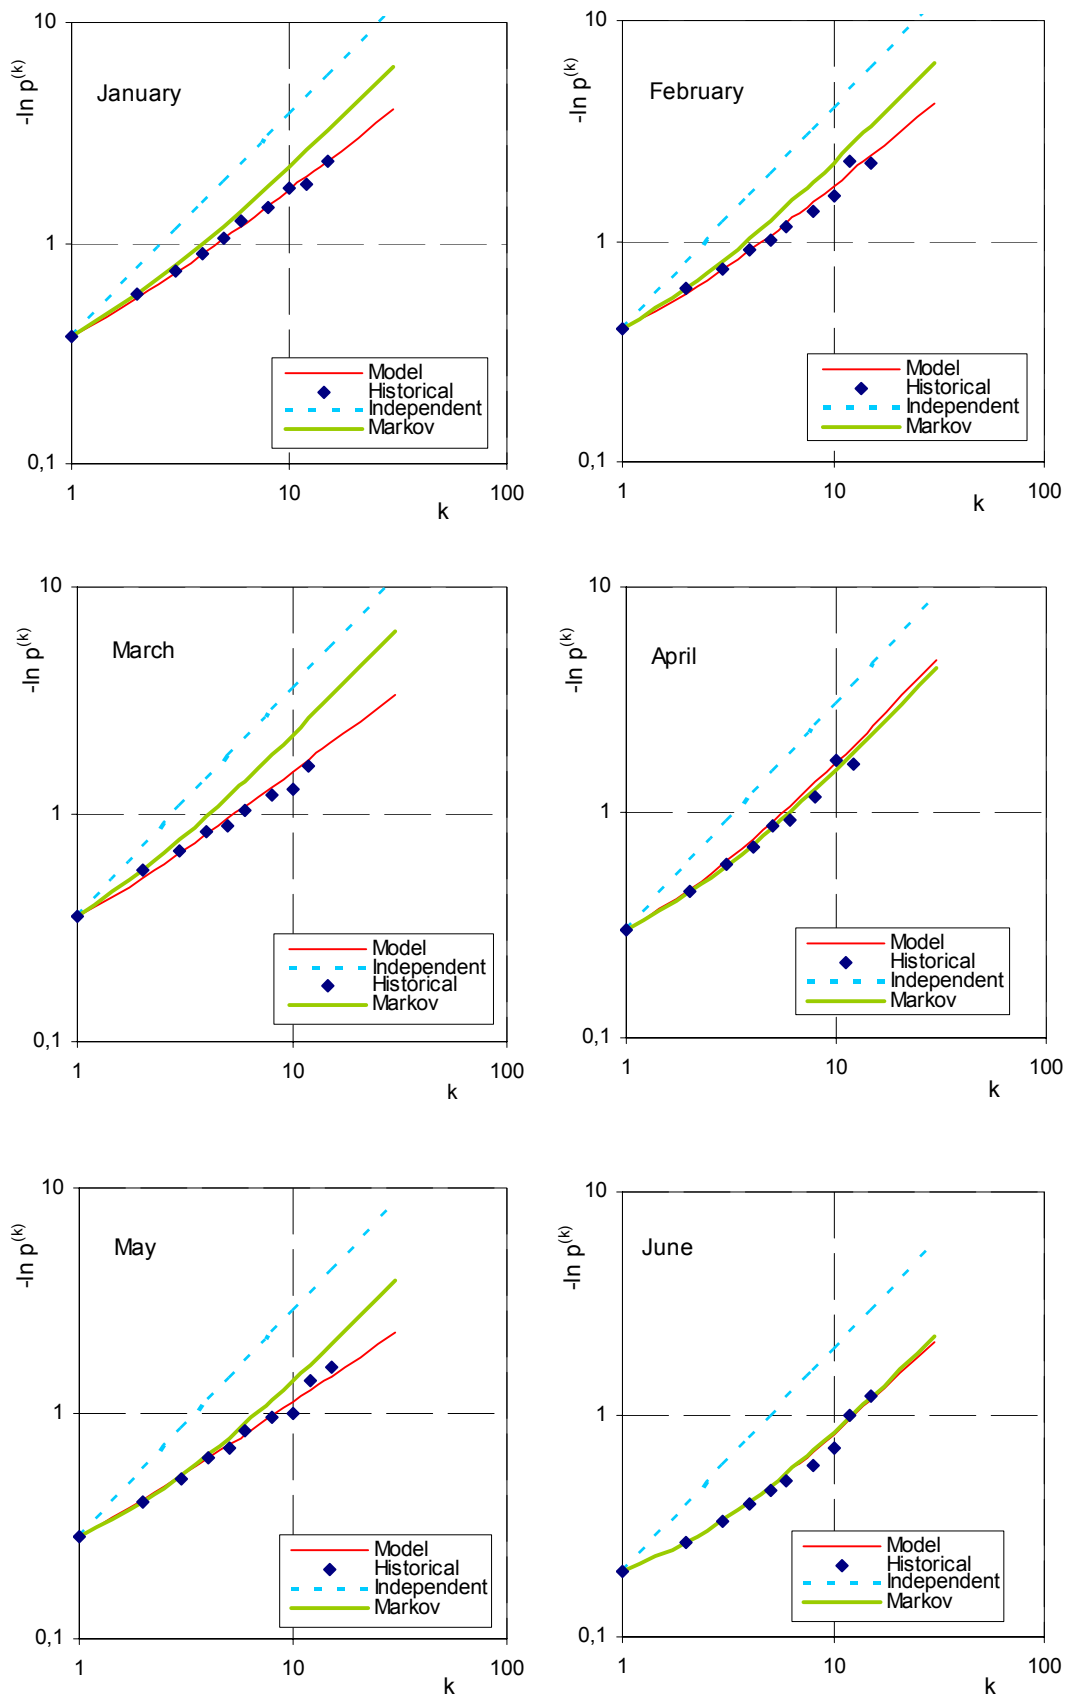 10
-ln p(k)
January
1
Model
Historical
Independent
Markov
0,1
1
10
100
k
10
-ln p(k)
February
1
Model
Historical
Independent
Markov
0,1
1
10
100
k
10
-ln p(k)
March
1
Model
Independent
Historical
Markov
0,1
1
10
100
k
10
-ln p(k)
April
1
Model
Historical
Independent
Markov
0,1
1
10
100
k
10
-ln p(k)
May
1
Model
Historical
Independent
Markov
0,1
1
10
100
k
10
-ln p(k)
June
1
Model
Historical
Independent
Markov
0,1
1
10
100
k